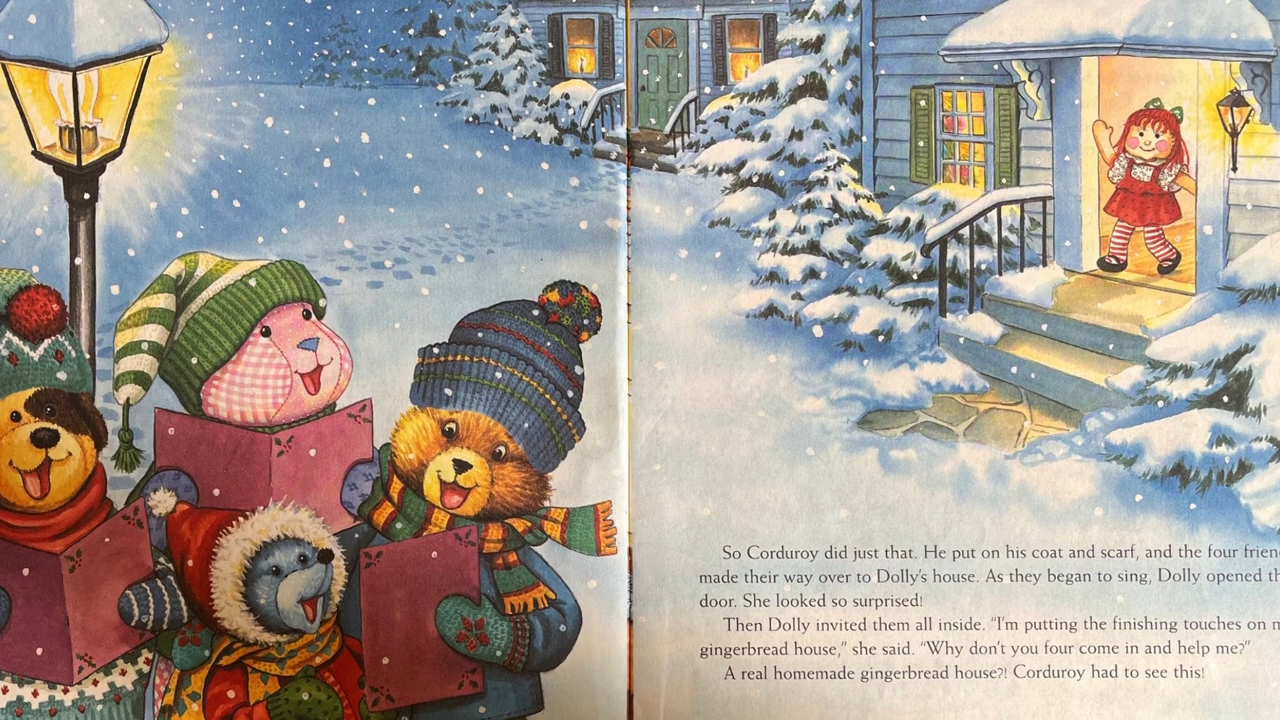 So Corduroy did just that. He put on his coat and scarf, and the four frien
made their way over to Dolly's house. As they began to sing, Dolly opened th
door. She looked so surprised!
Then Dolly invited them all inside. "I'm putting the finishing touches on m
gingerbread house," she said. "Why don't you four come in and help me?"
A real homemade gingerbread house?! Corduroy had to see this!